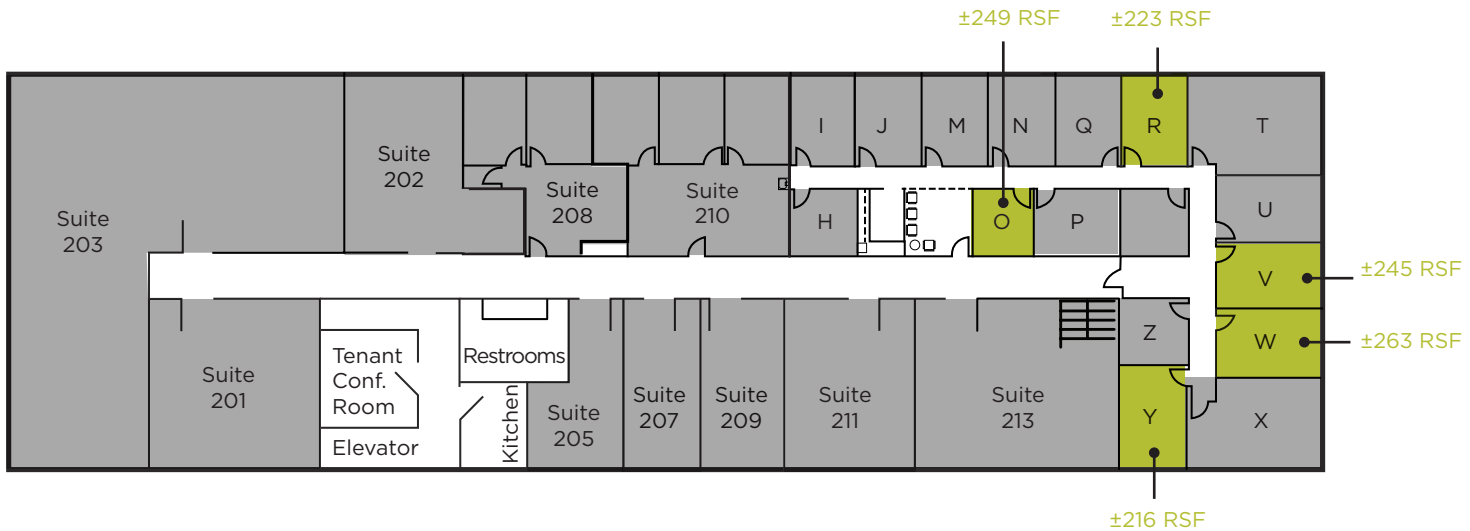 ±249 RSF
±223 RSF
I
J
M
N
Q
R
T
Suite
202
Suite
203
Suite
208
Suite
210
H
O
P
U
V
±245 RSF
W
±263 RSF
Z
Tenant
Conf.
Room
Restrooms
Suite
201
Suite
205
Suite
207
Suite
209
Suite
211
Suite
213
Y
X
Elevator
Kitchen
±216 RSF